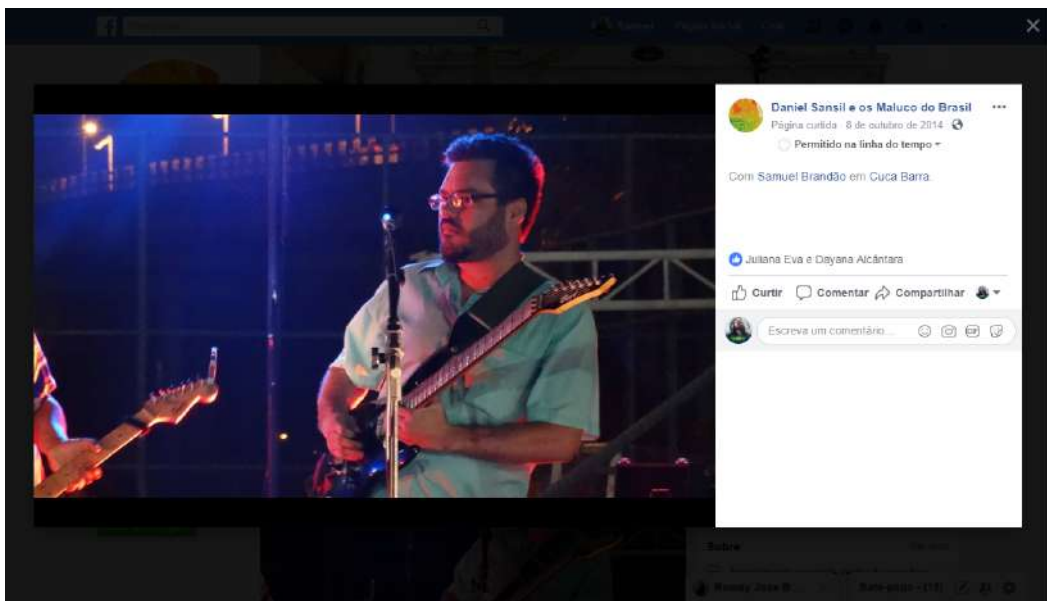 Daniel Sansil e os Maluco do Brasil
Página curtida · 8 de outubro de 2014 ·
Permitido na linha do tempo
Com Samuel Brandão em Cuca Barra.
Juliana Eva e Dayana Alcântara
Curtir Comentar Compartilhar
Escreva um comentário...
GIF
Sobre